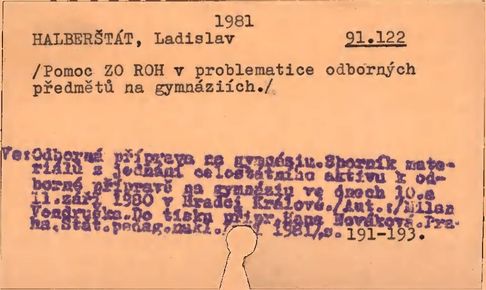 1981
HALBERŠTÁT, Ladislav 91.122
/Pomoc ZO ROH v problematice odborných
předmětů na gymnáziích./
Ve:Odborná příprava na gymnáziu.Sborník mate-
riálů z jednání celostátního aktivu k od-
borné přípravě na gymnáziu ve dnech 10.a
11.září 1980 v Hradci Králové./Aut.:/Milan
Vondruška.Do tisku připr.Hana Nováková.Pra-
ha,Stát.pedag.nakl. 1981/,s. 191-193.